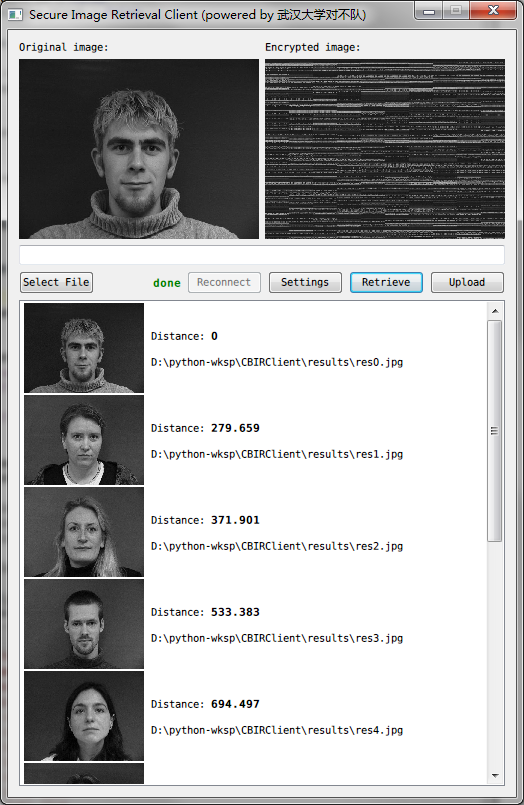 Secure Image Retrieval Client (powered by 武汉大学对不队)
Original image:
Encrypted image:
Select File
done
Reconnect
Settings
Retrieve
Upload
Distance: 0
D:\python-wksp\CBIRClient\results\res0.jpg
Distance: 279.659
D:\python-wksp\CBIRClient\results\res1.jpg
Distance: 371.901
D:\python-wksp\CBIRClient\results\res2.jpg
Distance: 533.383
D:\python-wksp\CBIRClient\results\res3.jpg
Distance: 694.497
D:\python-wksp\CBIRClient\results\res4.jpg